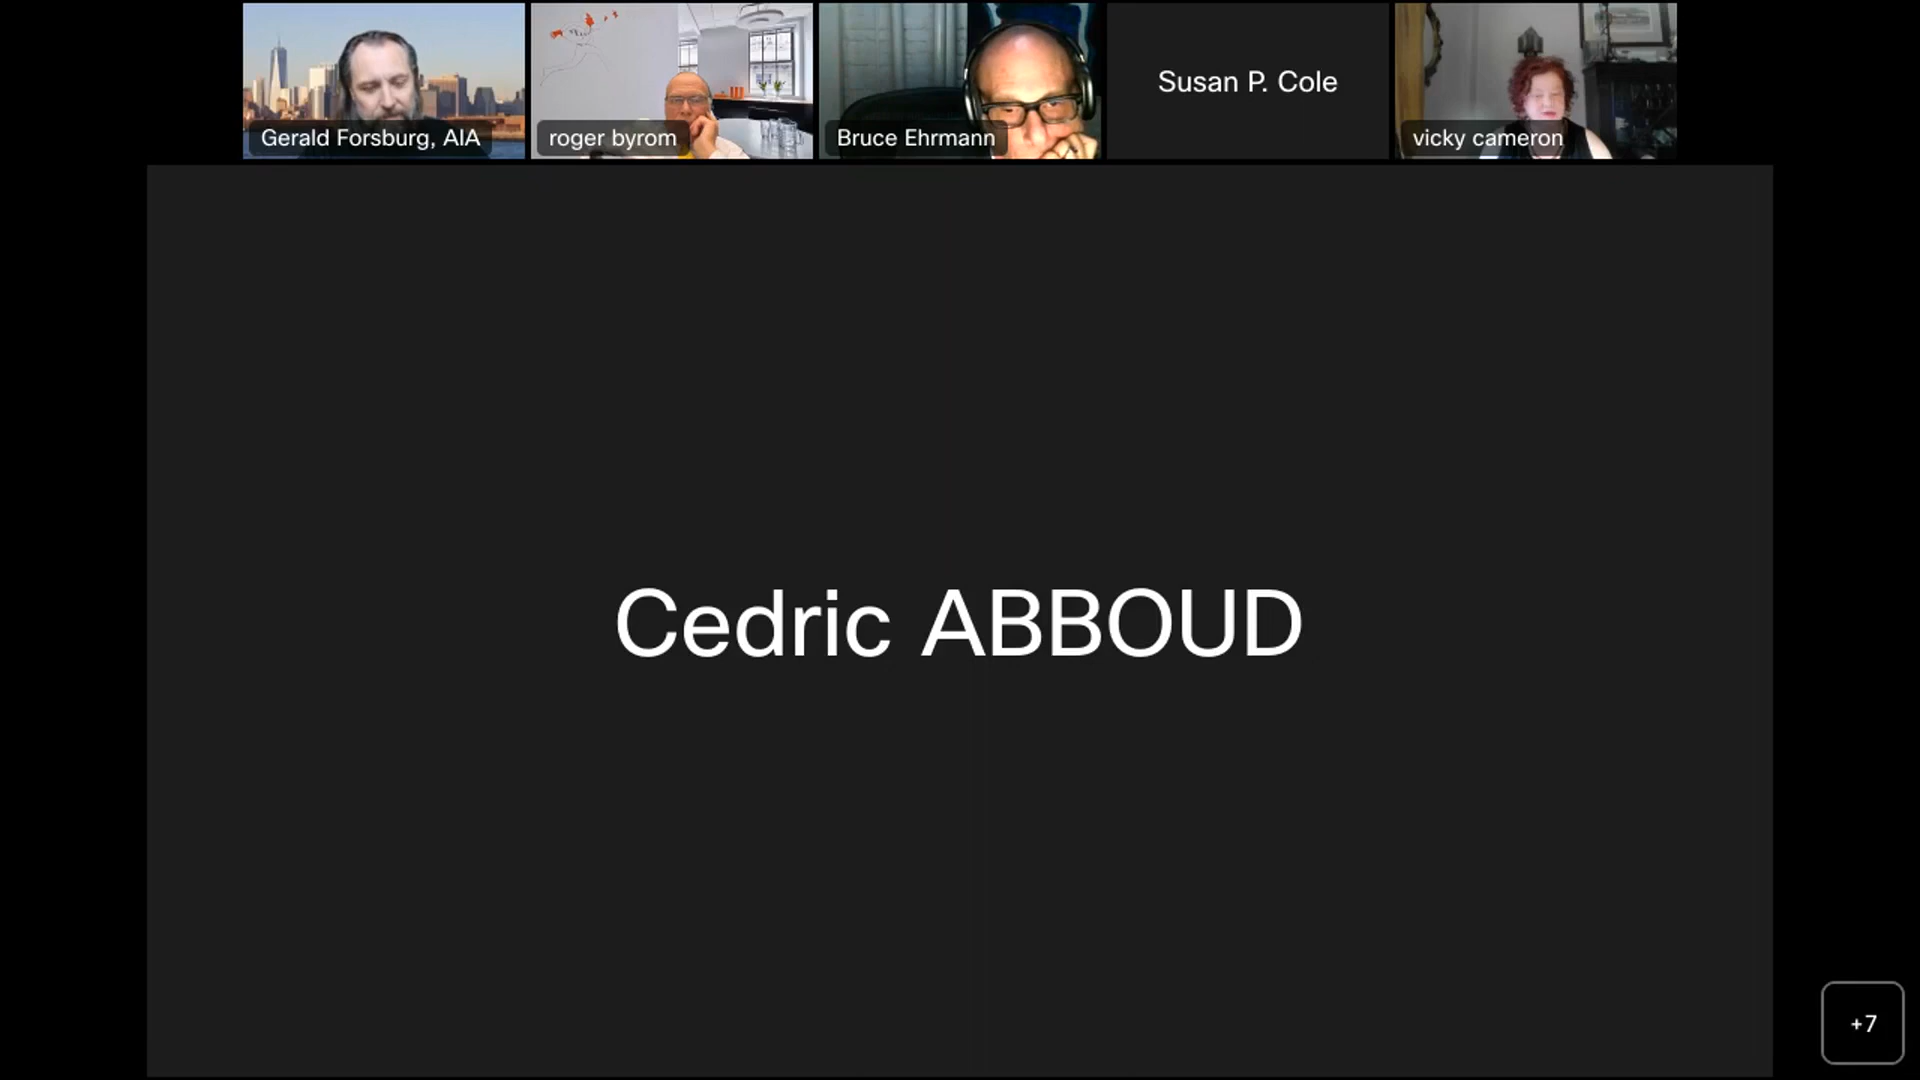 Gerald Forsburg, AIA
roger byrom
Bruce Ehrmann
Susan P. Cole
vicky cameron
Cedric ABBOUD
+7